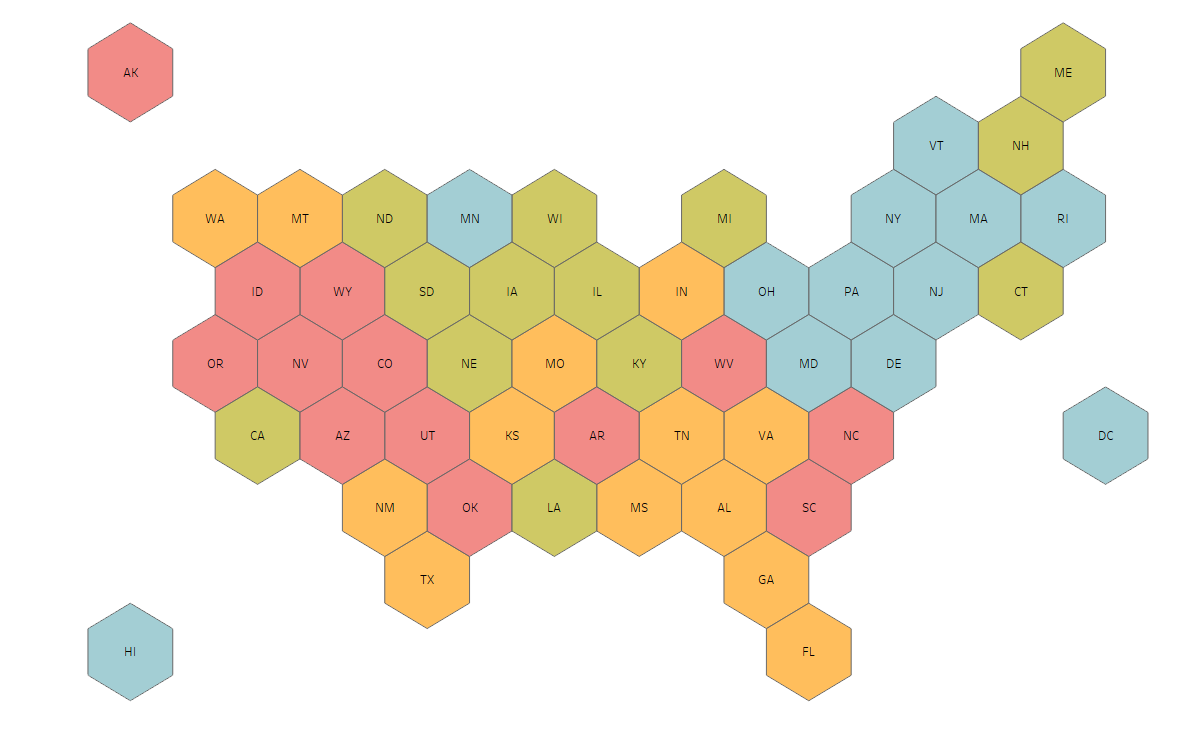 AK ME
VT NH
WA MT ND MN WI MI NY MA RI
ID WY SD IA IL IN OH PA NJ CT
OR NV CO NE MO KY WV MD DE
CA AZ UT KS AR TN VA NC DC
NM OK LA MS AL SC
TX GA
HI FL